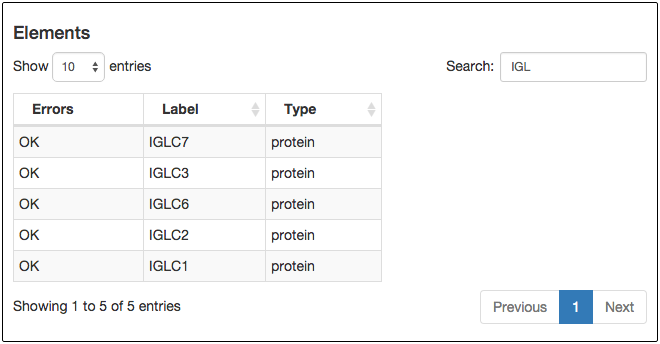 Elements
Show 10 entries Search: IGL
Errors Label Type
OK IGLC7 protein
OK IGLC3 protein
OK IGLC6 protein
OK IGLC2 protein
OK IGLC1 protein
Showing 1 to 5 of 5 entries Previous 1 Next